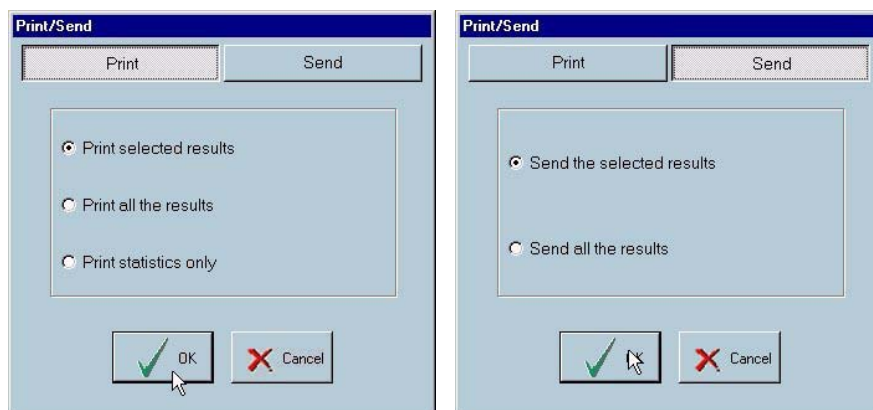 Print/Send
Print Send
Print selected results
Print all the results
Print statistics only
OK Cancel
Print/Send
Print Send
Send the selected results
Send all the results
Cancel